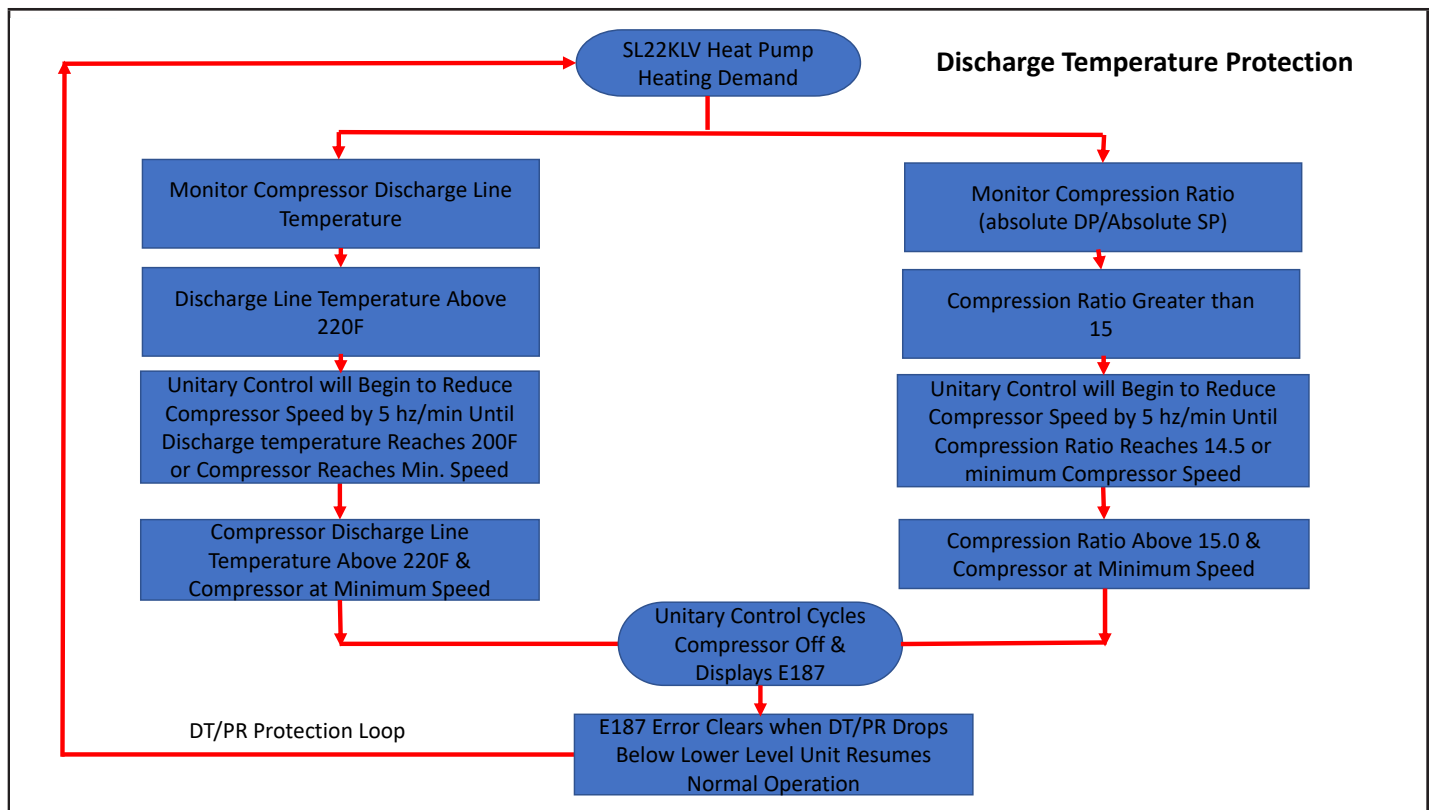 SL22KLV Heat Pump
Heating Demand
Discharge Temperature Protection
Monitor Compressor Discharge Line
Temperature
Discharge Line Temperature Above
220F
Unitary Control will Begin to Reduce
Compressor Speed by 5 hz/min Until
Discharge temperature Reaches 200F
or Compressor Reaches Min. Speed
Compressor Discharge Line
Temperature Above 220F &
Compressor at Minimum Speed
Monitor Compression Ratio
(absolute DP/Absolute SP)
Compression Ratio Greater than
15
Unitary Control will Begin to Reduce
Compressor Speed by 5 hz/min Until
Compression Ratio Reaches 14.5 or
minimum Compressor Speed
Compression Ratio Above 15.0 &
Compressor at Minimum Speed
Unitary Control Cycles
Compressor Off &
Displays E187
DT/PR Protection Loop
E187 Error Clears when DT/PR Drops
Below Lower Level Unit Resumes
Normal Operation